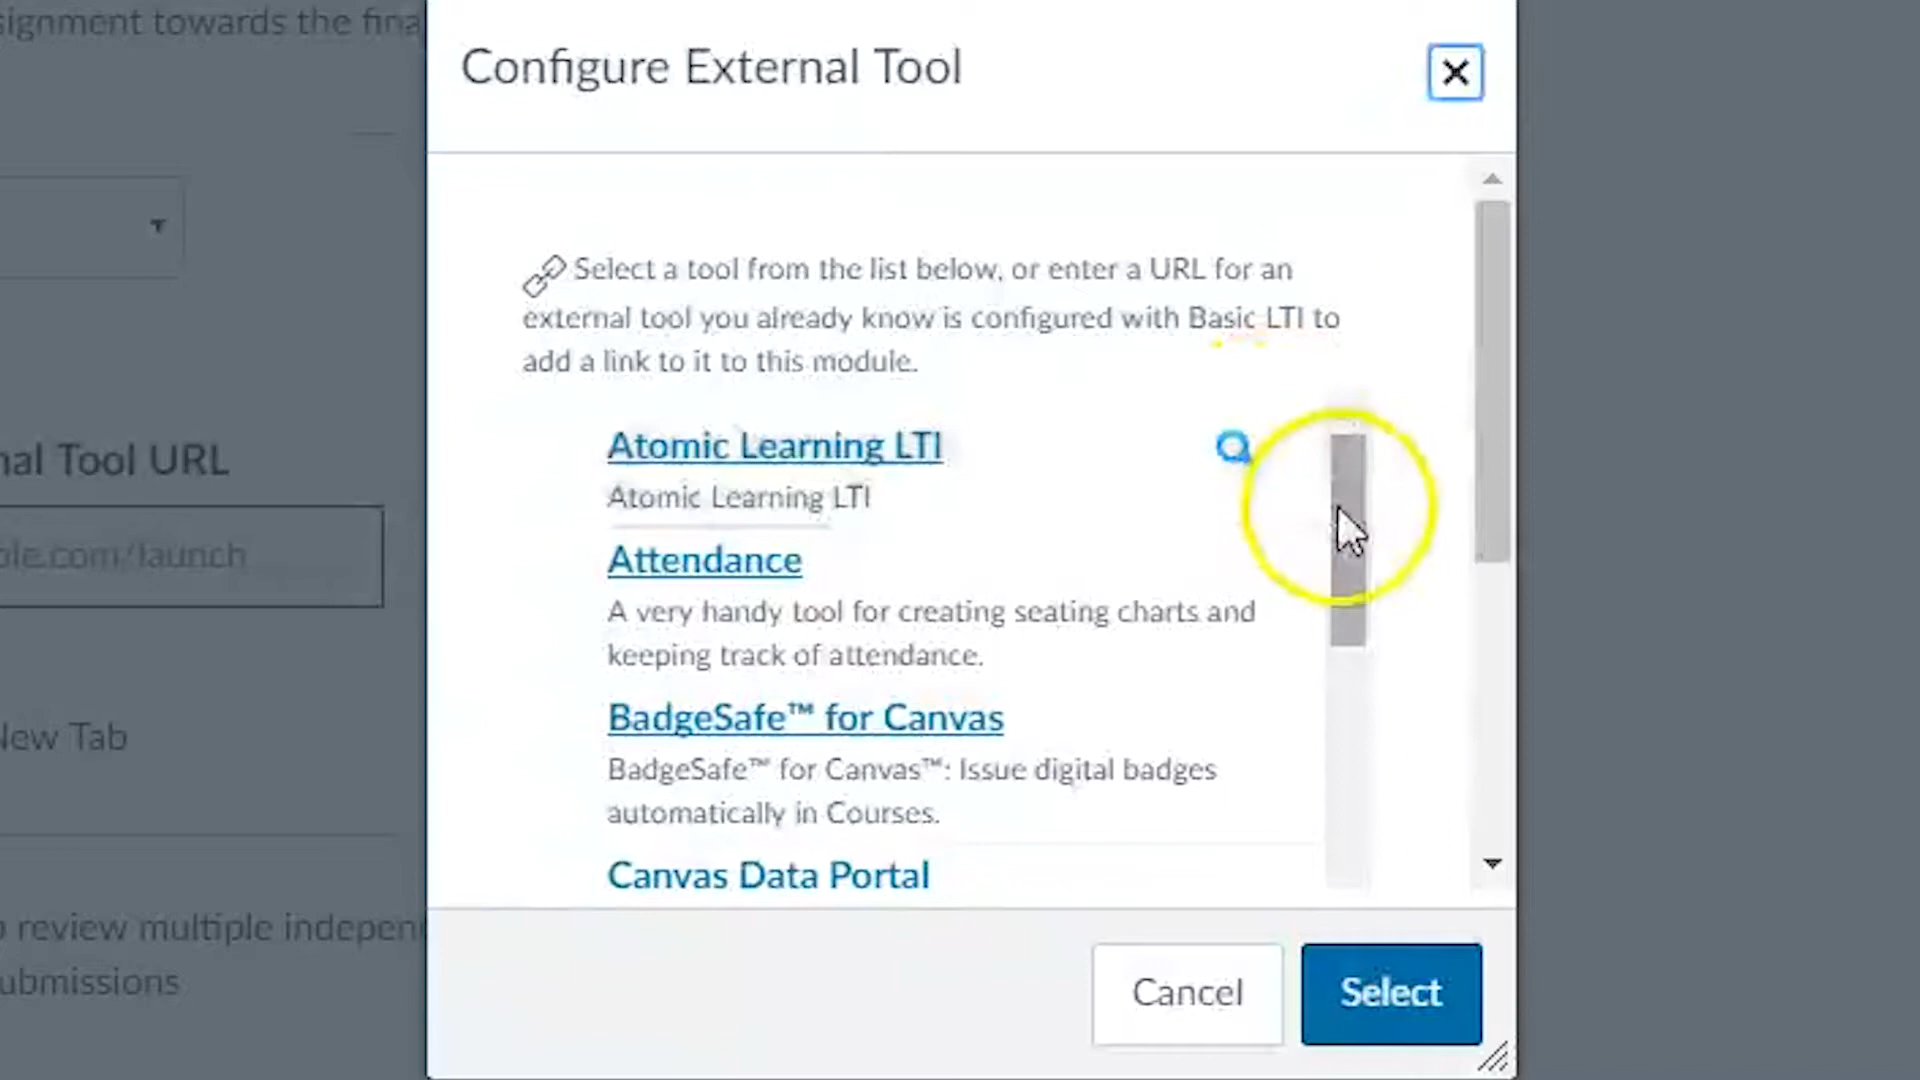 signment towards the fina
Configure External Tool
Select a tool from the list below, or enter a URL for an
external tool you already know is configured with Basic LTI to
add a link to it to this module.
Atomic Learning LTI
Atomic Learning LTI
Attendance
A very handy tool for creating seating charts and
keeping track of attendance.
BadgeSafe™ for Canvas
BadgeSafe™ for Canvas™: Issue digital badges
automatically in Courses.
Canvas Data Portal
nal Tool URL
ple.com/launch
New Tab
o review multiple independ
ubmissions
Cancel
Select